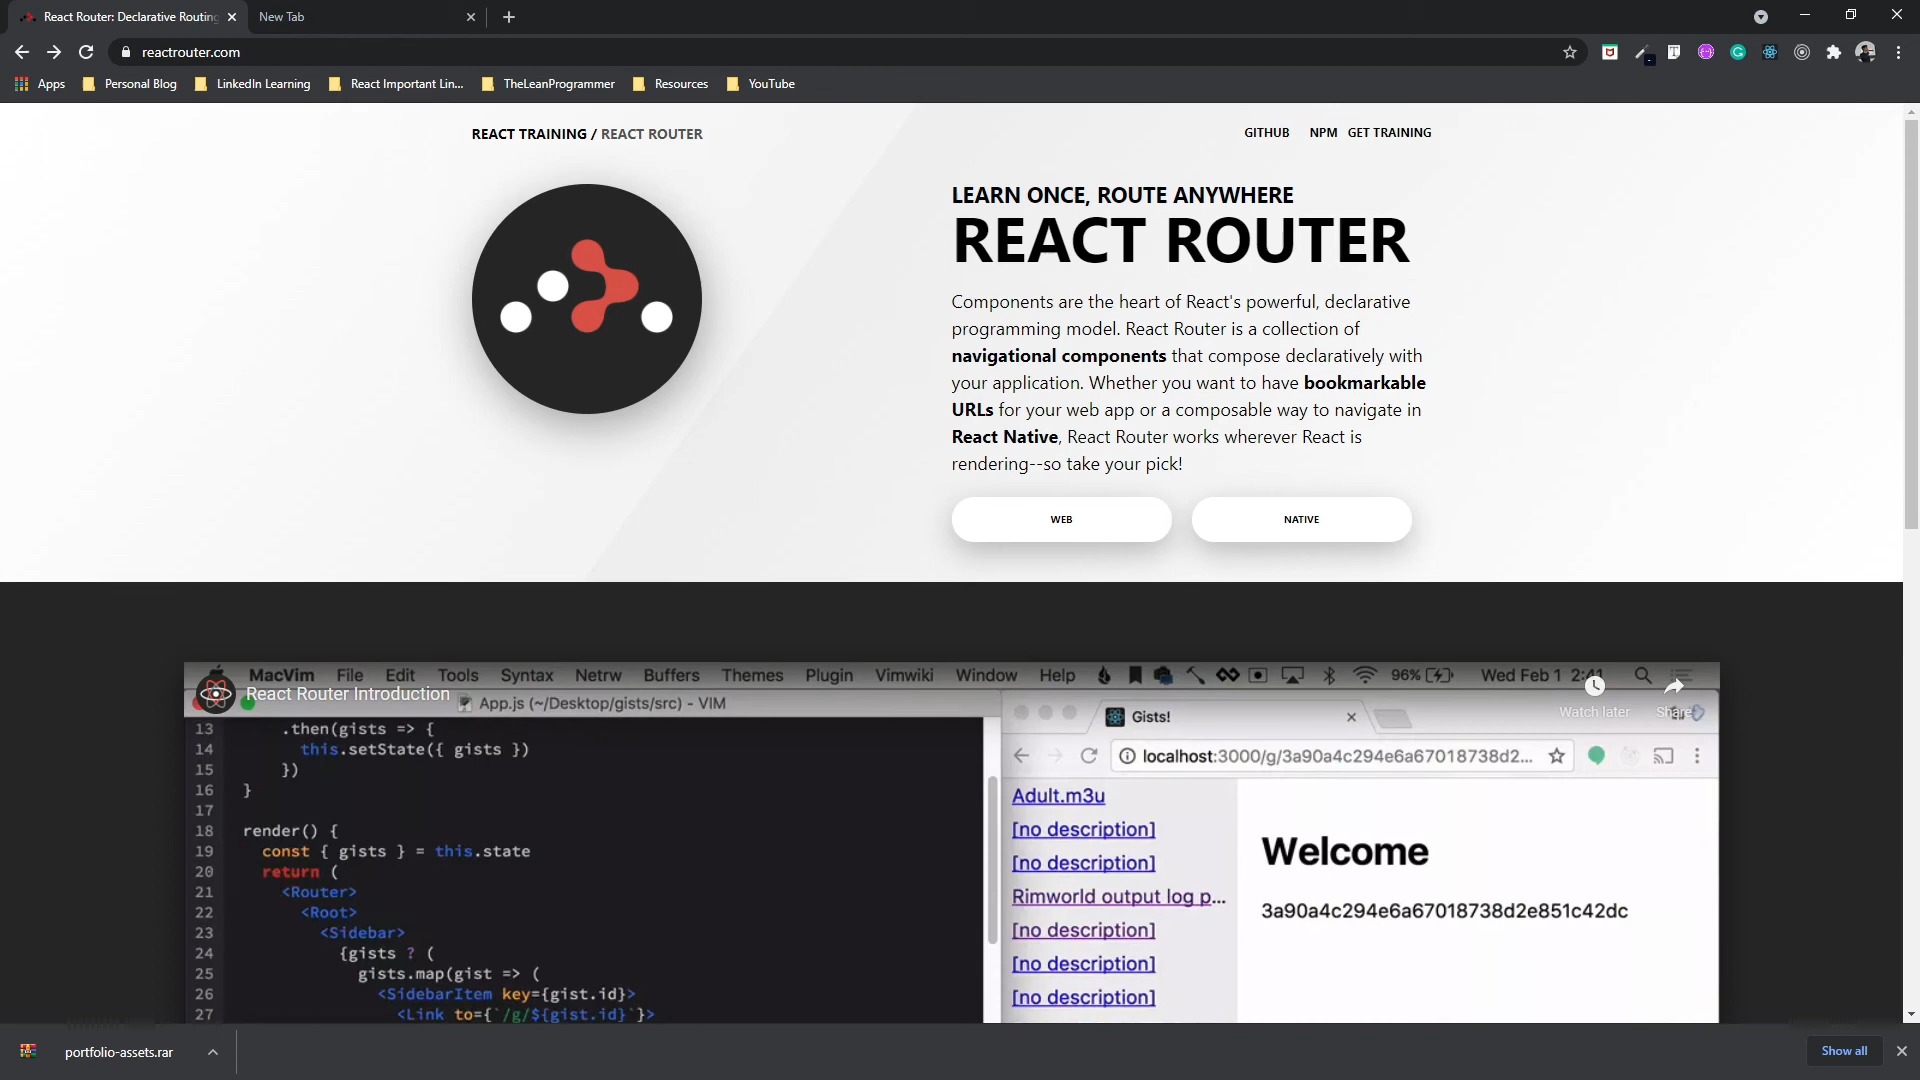 React Router: Declarative Routing
New Tab
reactrouter.com
Apps
Personal Blog
LinkedIn Learning
React Important Lin...
TheLeanProgrammer
Resources
YouTube
REACT TRAINING / REACT ROUTER
GITHUB
NPM
GET TRAINING
LEARN ONCE, ROUTE ANYWHERE
REACT ROUTER
Components are the heart of React's powerful, declarative
programming model. React Router is a collection of
navigational components that compose declaratively with
your application. Whether you want to have bookmarkable
URLs for your web app or a composable way to navigate in
React Native, React Router works wherever React is
rendering--so take your pick!
WEB
NATIVE
MacVim File Edit Tools Syntax Netrw Buffers Themes Plugin Vimwiki Window Help 96% Wed Feb 1 2:41
React Router Introduction
App.js (~/Desktop/gists/src) - VIM
Watch later
Share
13 .then(gists => {
14 this.setState({ gists })
15 })
16 }
17
18 render() {
19 const { gists } = this.state
20 return (
21 <Router>
22 <Root>
23 <Sidebar>
24 {gists ? (
25 gists.map(gist => (
26 <SidebarItem key={gist.id}>
27 <Link to={`/g/${gist.id}`}>
Gists!
localhost:3000/g/3a90a4c294e6a67018738d2...
Adult.m3u
[no description]
[no description]
Rimworld output log p...
[no description]
[no description]
[no description]
Welcome
3a90a4c294e6a67018738d2e851c42dc
portfolio-assets.rar
Show all